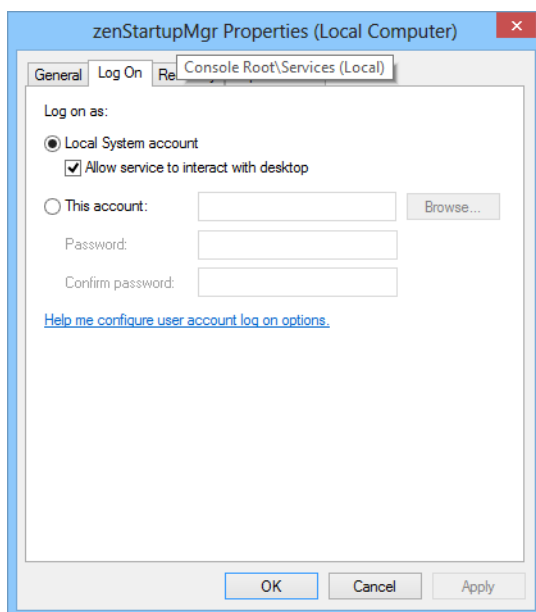 zenStartupMgr Properties (Local Computer)
Console Root\Services (Local)
General Log On
Log on as:
Local System account
Allow service to interact with desktop
This account:
Browse...
Password:
Confirm password:
Help me configure user account log on options.
OK Cancel Apply